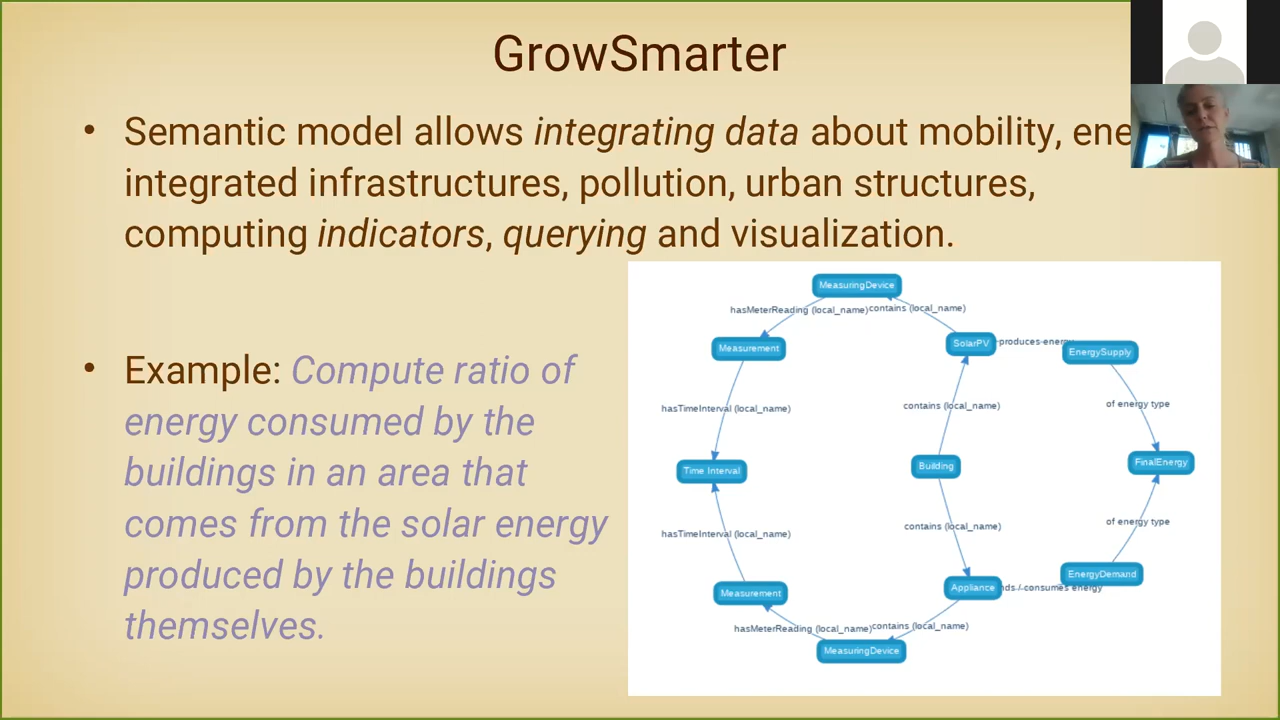 GrowSmarter
• Semantic model allows integrating data about mobility,
integrated infrastructures, pollution, urban structures,
computing indicators, querying and visualization.
• Example: Compute ratio of
energy consumed by the
buildings in an area that
comes from the solar energy
produced by the buildings
themselves.
MeasuringDevice
hasMeterReading (local_name)
contains (local_name)
Measurement
SolarPV
produces energy
EnergySupply
hasTimeInterval (local_name)
contains (local_name)
of energy type
Time Interval
Building
FinalEnergy
hasTimeInterval (local_name)
contains (local_name)
of energy type
Measurement
Appliance
/ consumes energy
EnergyDemand
hasMeterReading (local_name)
contains (local_name)
MeasuringDevice